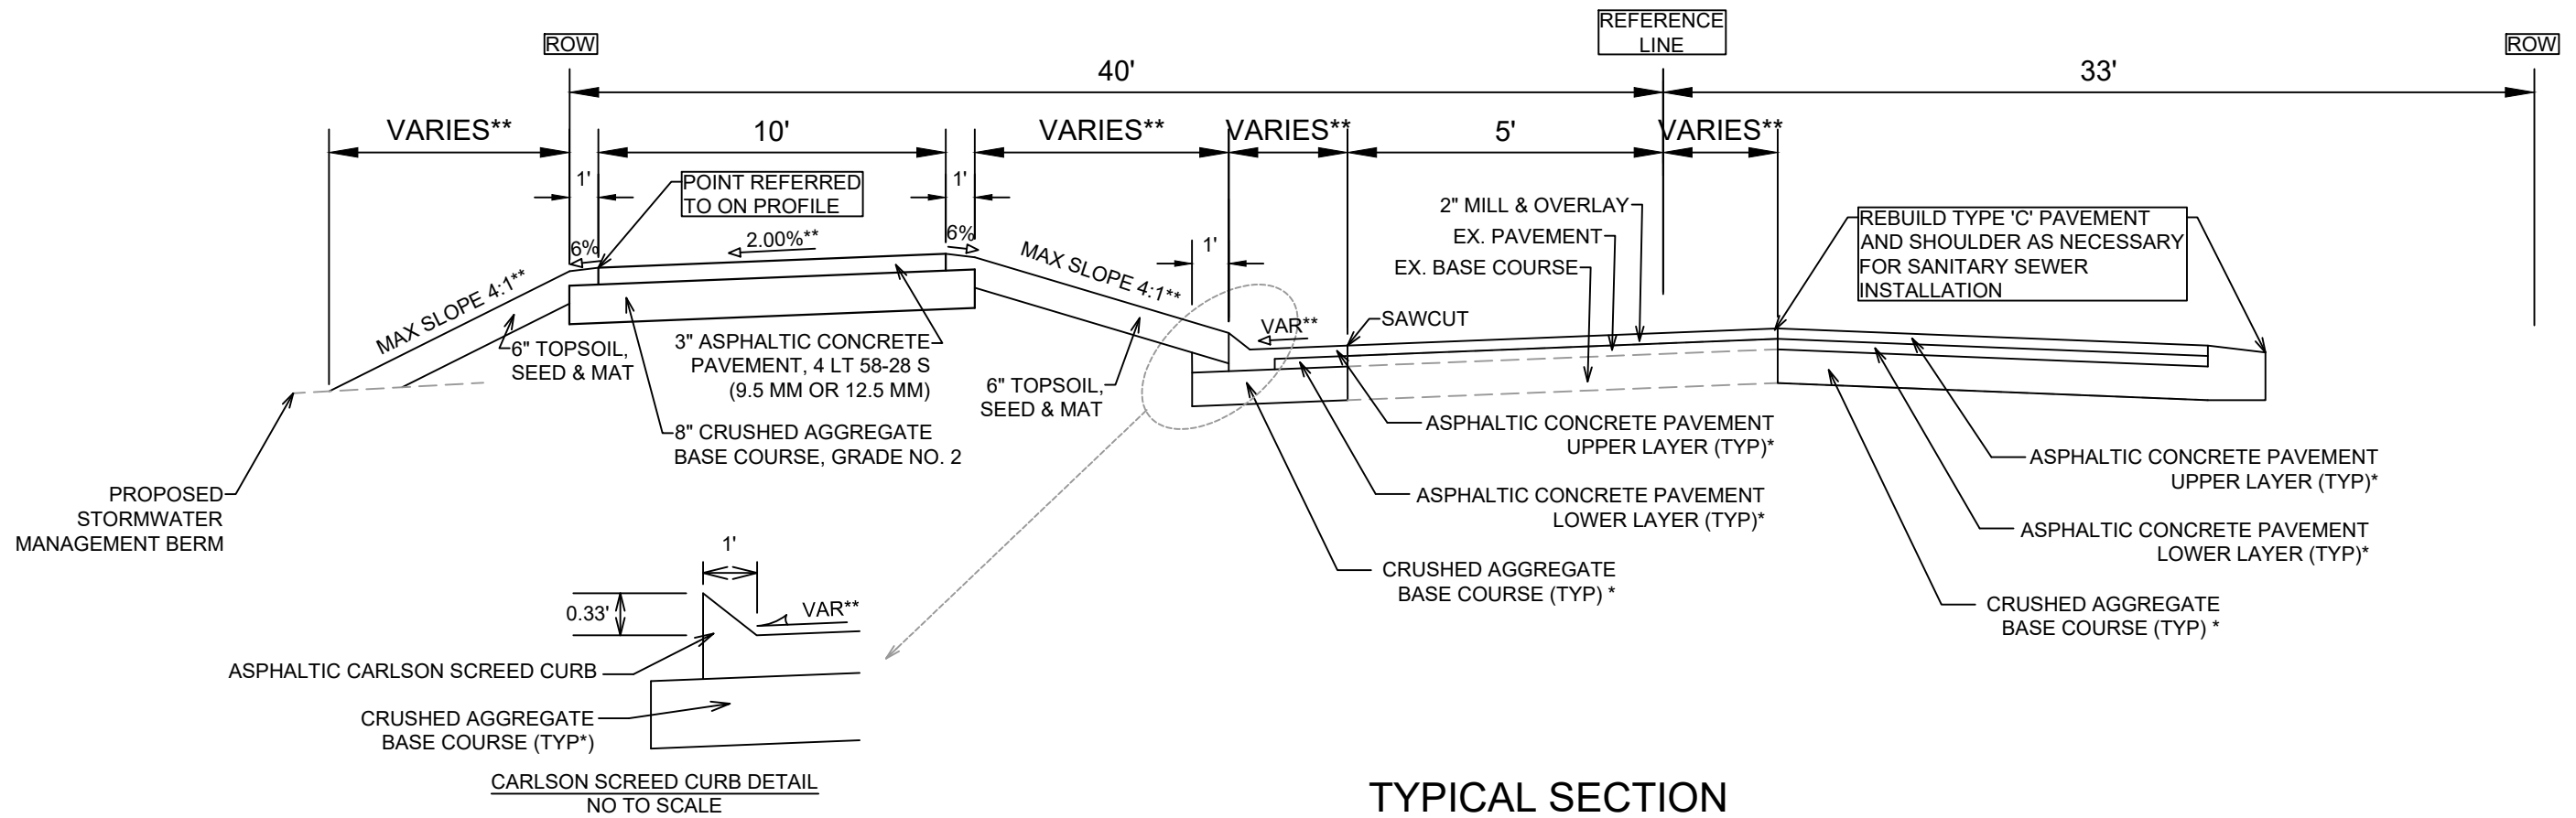 REFERENCE
LINE
ROW
ROW
40'
33'
VARIES**
10'
VARIES**
VARIES**
5'
VARIES**
1'
1'
POINT REFERRED
TO ON PROFILE
2" MILL & OVERLAY
EX. PAVEMENT
EX. BASE COURSE
REBUILD TYPE 'C' PAVEMENT
AND SHOULDER AS NECESSARY
FOR SANITARY SEWER
INSTALLATION
6%
2.00%**
6%
1'
MAX SLOPE 4:1**
MAX SLOPE 4:1**
VAR**
SAWCUT
6" TOPSOIL,
SEED & MAT
3" ASPHALTIC CONCRETE
PAVEMENT, 4 LT 58-28 S
(9.5 MM OR 12.5 MM)
6" TOPSOIL,
SEED & MAT
8" CRUSHED AGGREGATE
BASE COURSE, GRADE NO. 2
ASPHALTIC CONCRETE PAVEMENT
UPPER LAYER (TYP)*
ASPHALTIC CONCRETE PAVEMENT
UPPER LAYER (TYP)*
PROPOSED
STORMWATER
MANAGEMENT BERM
ASPHALTIC CONCRETE PAVEMENT
LOWER LAYER (TYP)*
ASPHALTIC CONCRETE PAVEMENT
LOWER LAYER (TYP)*
CRUSHED AGGREGATE
BASE COURSE (TYP) *
CRUSHED AGGREGATE
BASE COURSE (TYP) *
1'
0.33'
VAR**
ASPHALTIC CARLSON SCREED CURB
CRUSHED AGGREGATE
BASE COURSE (TYP*)
CARLSON SCREED CURB DETAIL
NO TO SCALE
TYPICAL SECTION